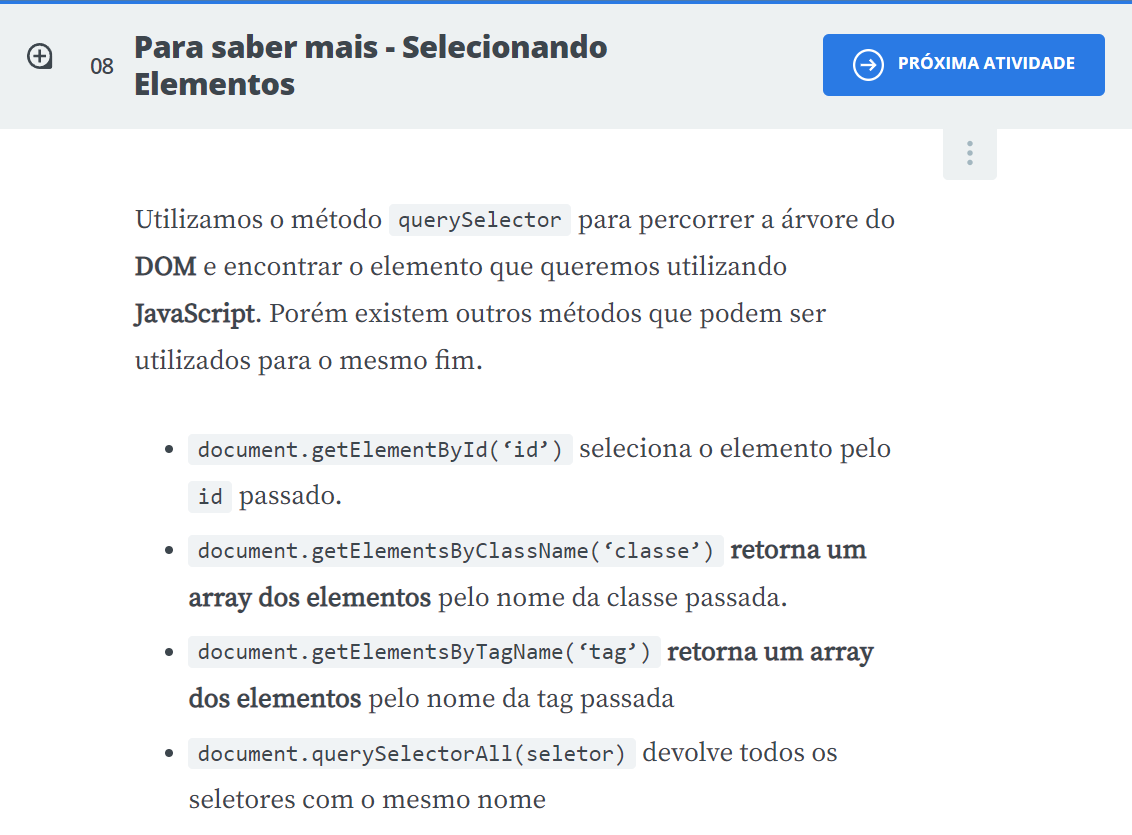 08
Para saber mais - Selecionando
Elementos
PRÓXIMA ATIVIDADE
Utilizamos o método querySelector para percorrer a árvore do
DOM e encontrar o elemento que queremos utilizando
JavaScript. Porém existem outros métodos que podem ser
utilizados para o mesmo fim.
• document.getElementById(‘id’) seleciona o elemento pelo
id passado.
• document.getElementsByClassName(‘classe’) retorna um
array dos elementos pelo nome da classe passada.
• document.getElementsByTagName(‘tag’) retorna um array
dos elementos pelo nome da tag passada
• document.querySelectorAll(seletor) devolve todos os
seletores com o mesmo nome